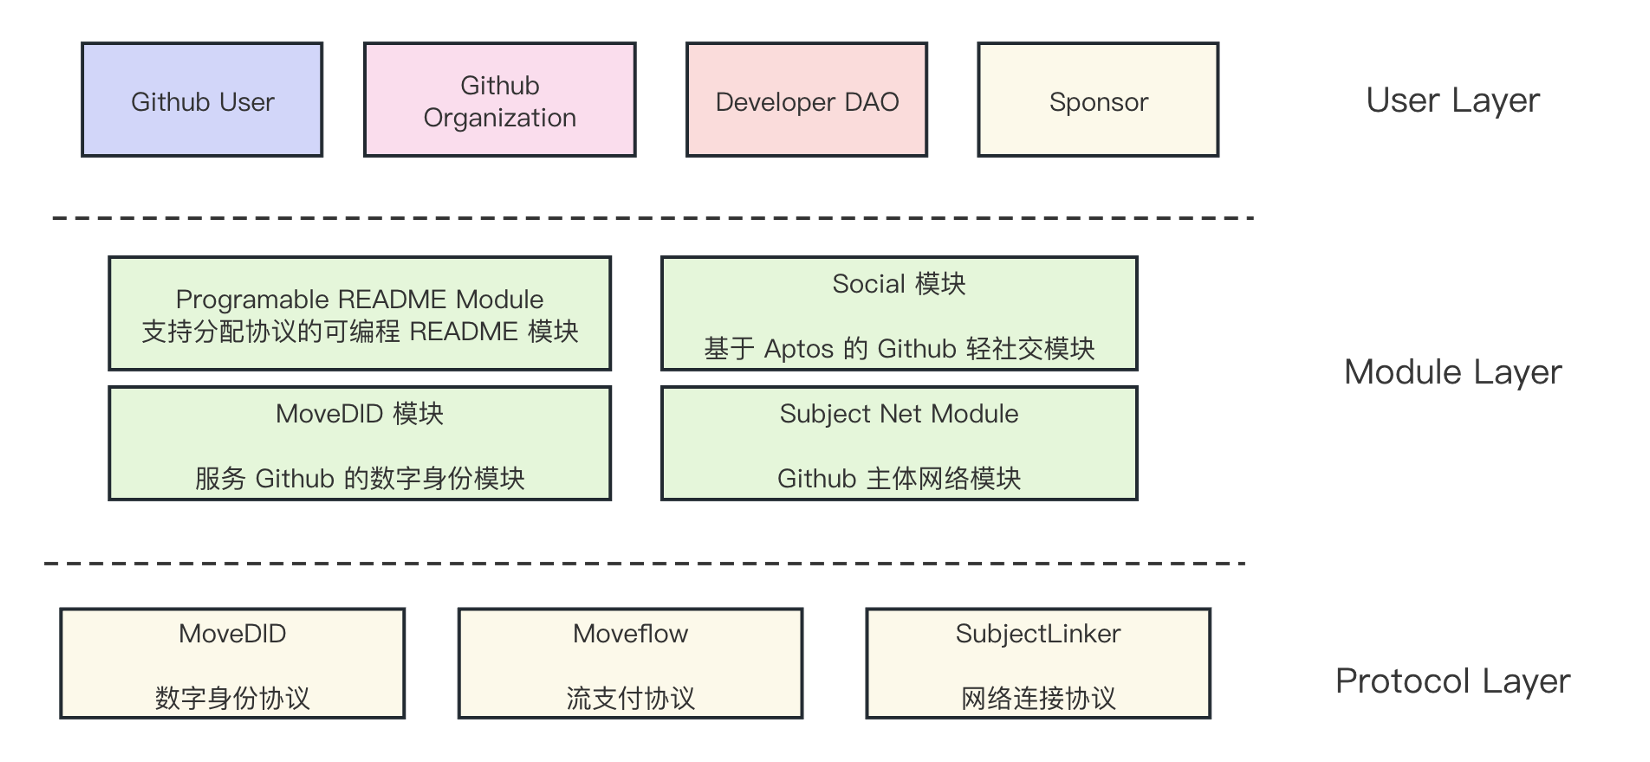 Github User
Github
Organization
Developer DAO
Sponsor
User Layer
Programable README Module
支持分配协议的可编程 README 模块
Social 模块
基于 Aptos 的 Github 轻社交模块
Module Layer
MoveDID 模块
服务 Github 的数字身份模块
Subject Net Module
Github 主体网络模块
MoveDID
数字身份协议
Moveflow
流支付协议
SubjectLinker
网络连接协议
Protocol Layer